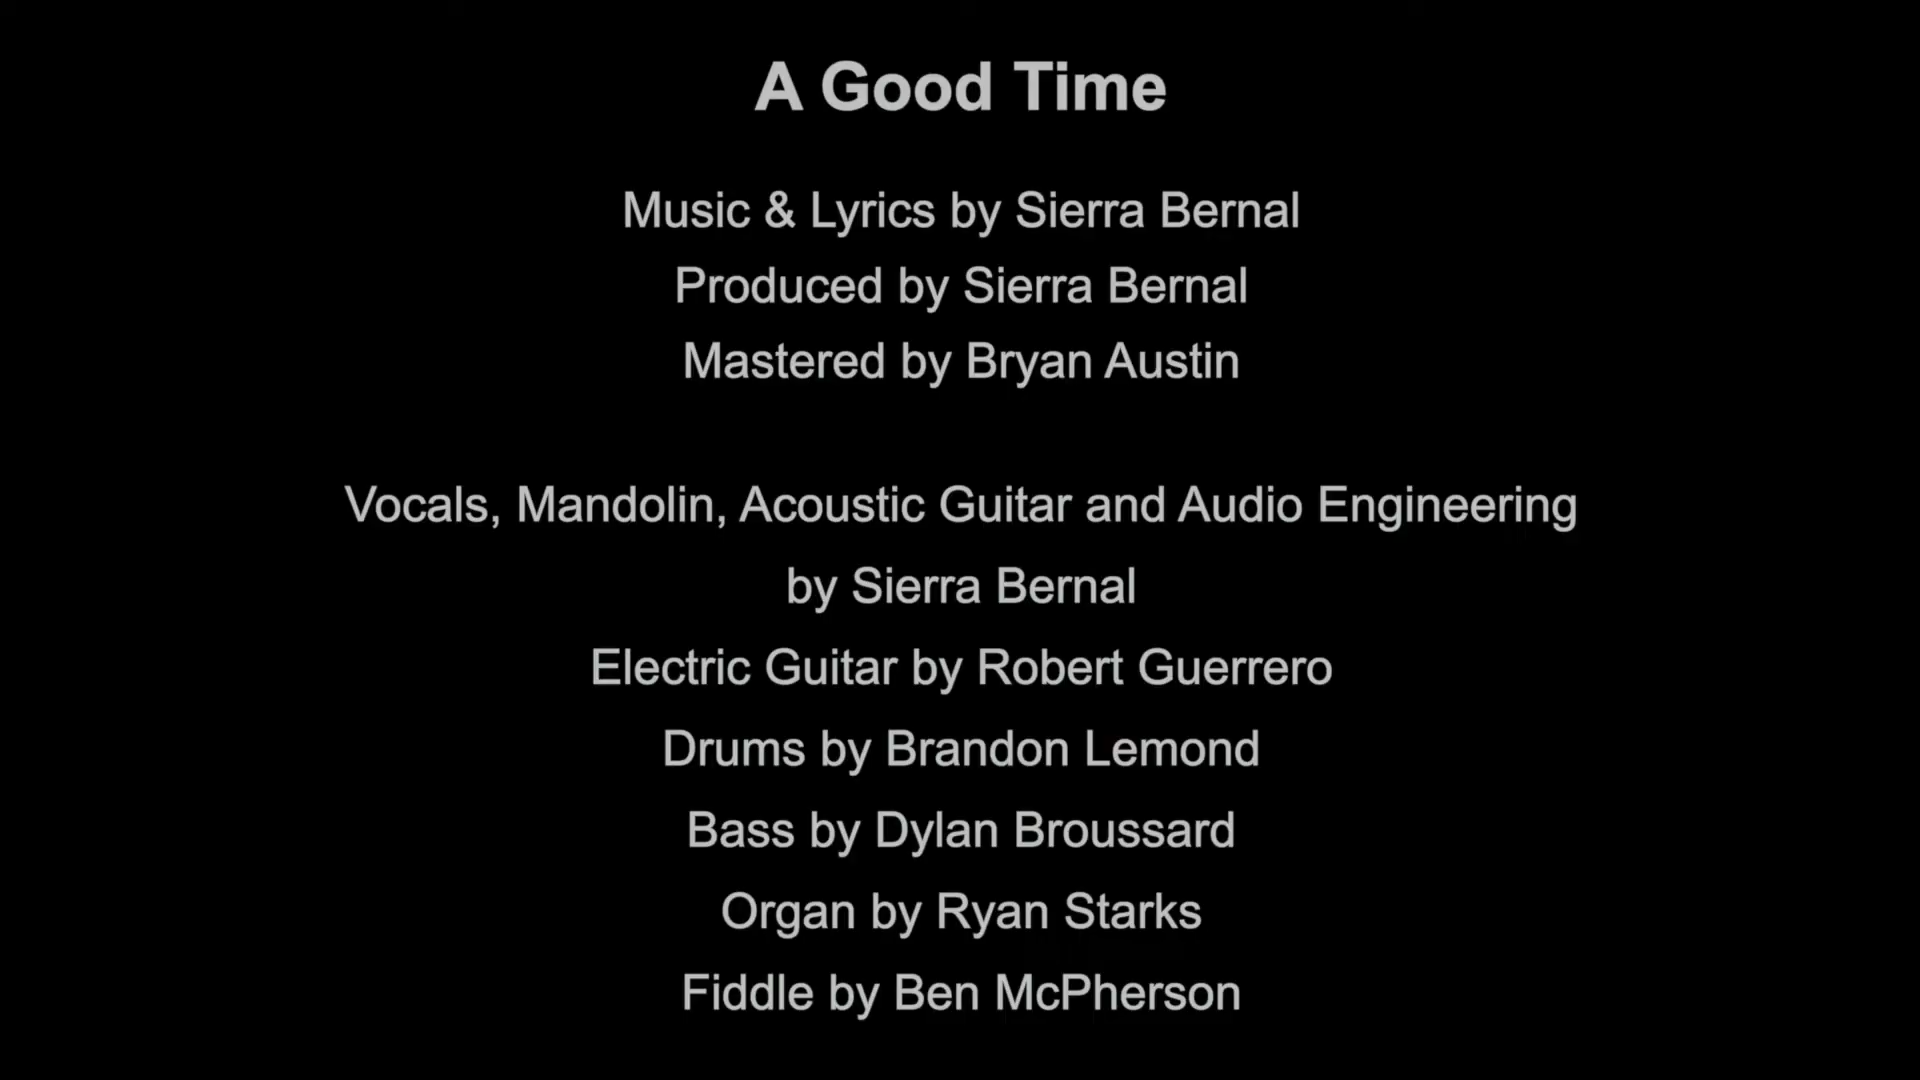 A Good Time
Music & Lyrics by Sierra Bernal
Produced by Sierra Bernal
Mastered by Bryan Austin
Vocals, Mandolin, Acoustic Guitar and Audio Engineering
by Sierra Bernal
Electric Guitar by Robert Guerrero
Drums by Brandon Lemond
Bass by Dylan Broussard
Organ by Ryan Starks
Fiddle by Ben McPherson